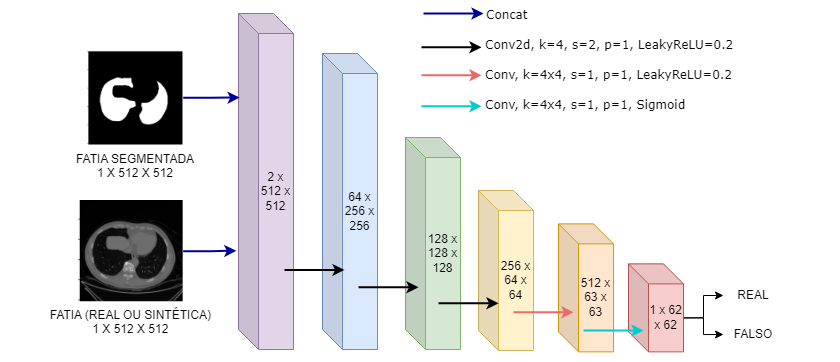 Concat
Conv2d, k=4, s=2, p=1, LeakyReLU=0.2
Conv, k=4x4, s=1, p=1, LeakyReLU=0.2
Conv, k=4x4, s=1, p=1, Sigmoid
FATIA SEGMENTADA
1 X 512 X 512
FATIA (REAL OU SINTÉTICA)
1 X 512 X 512
2 x
512 x
512
64 x
256 x
256
128 x
128 x
128
256 x
64 x
64
512 x
63 x
63
1 x 62
x 62
REAL
FALSO